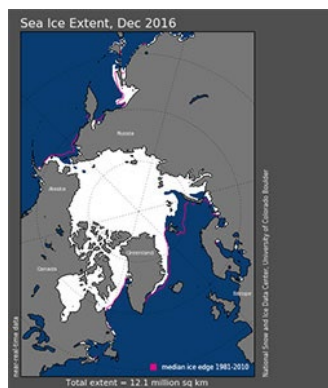 Sea Ice Extent, Dec 2016
Russia
Alaska
Greenland
Canada
Europe
median ice edge 1981-2010
near-real-time data
National Snow and Ice Data Center, University of Colorado Boulder
Total extent = 12.1 million sq km